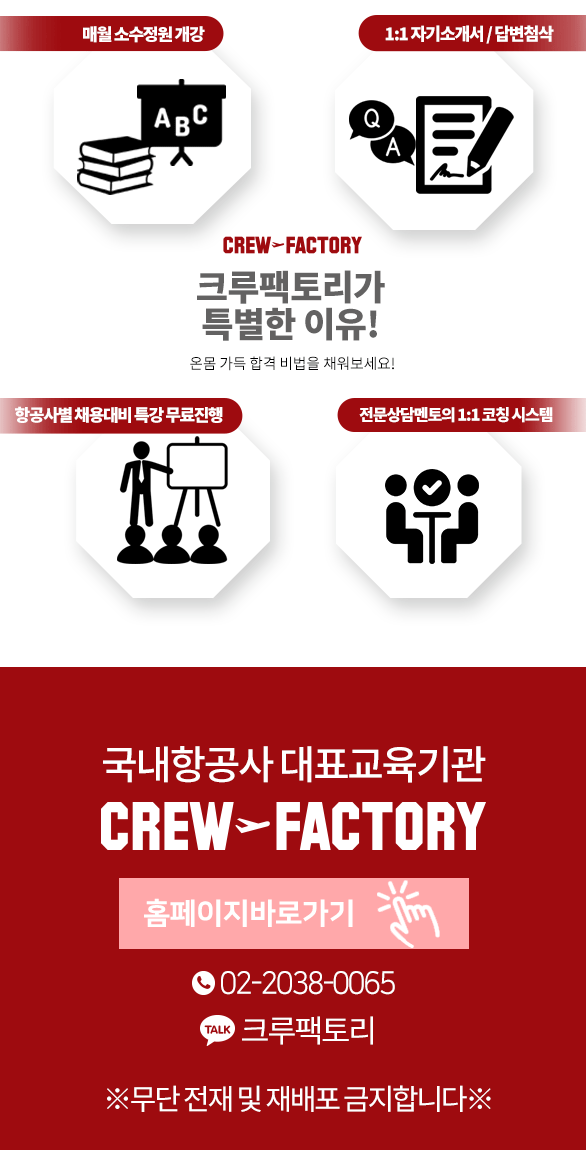 매월 소수정원 개강
1:1 자기소개서 / 답변첨삭
A B C
Q
A
CREW FACTORY
크루팩토리가
특별한 이유!
온몸 가득 합격 비법을 채워보세요!
항공사별 채용대비 특강 무료진행
전문상담멘토의 1:1 코칭 시스템
국내항공사 대표교육기관
CREW FACTORY
홈페이지바로가기
02-2038-0065
TALK 크루팩토리
※무단 전재 및 재배포 금지합니다※